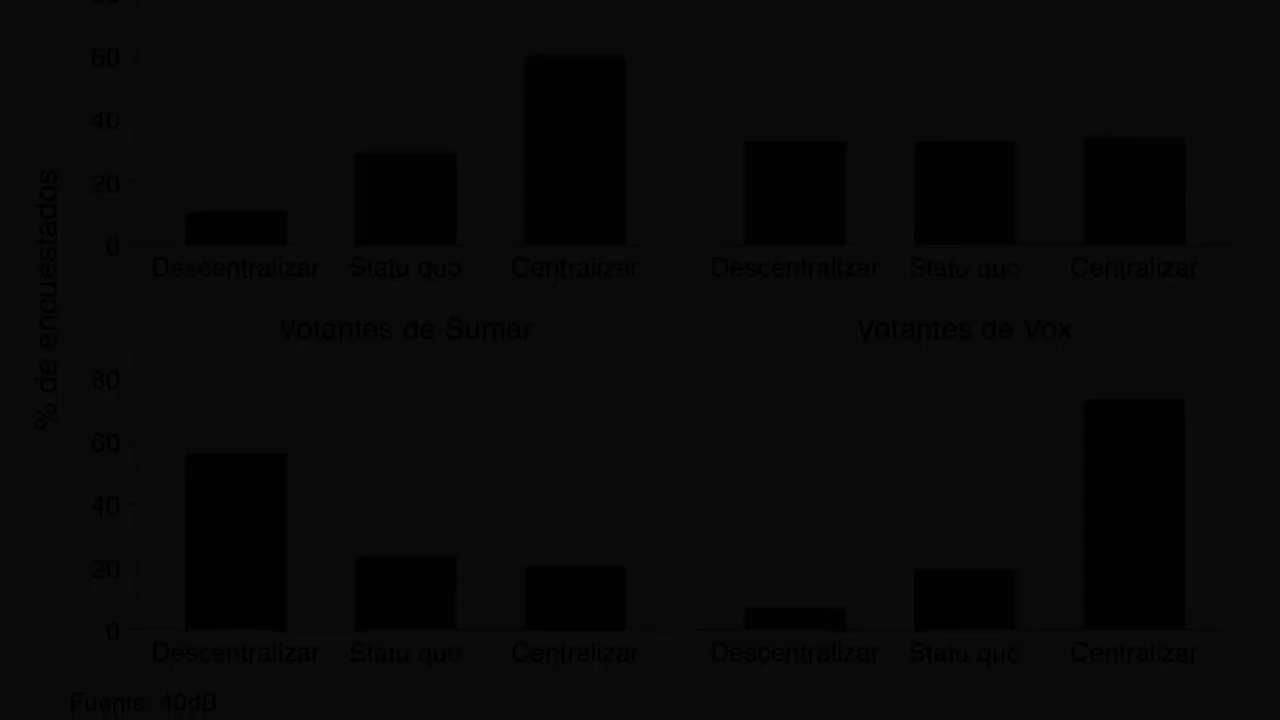 80
60
40
20
0
Descentralizar Statu quo Centralizar Descentralizar Statu quo Centralizar
% de encuestados
Votantes de Sumar Votantes de Vox
80
60
40
20
0
Descentralizar Statu quo Centralizar Descentralizar Statu quo Centralizar
Fuente: 40dB